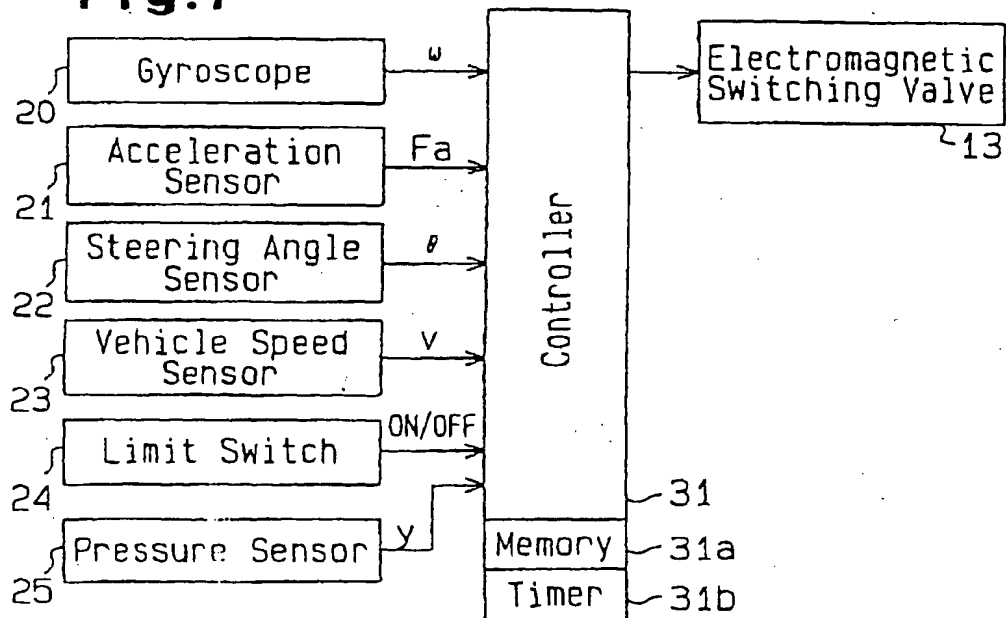 Gyroscope
ω
20
Acceleration
Sensor
Fa
21
Steering Angle
Sensor
θ
22
Vehicle Speed
Sensor
v
23
Limit Switch
ON/OFF
24
Pressure Sensor
y
25
Controller
31
Memory
31a
Timer
31b
Electromagnetic
Switching Valve
13